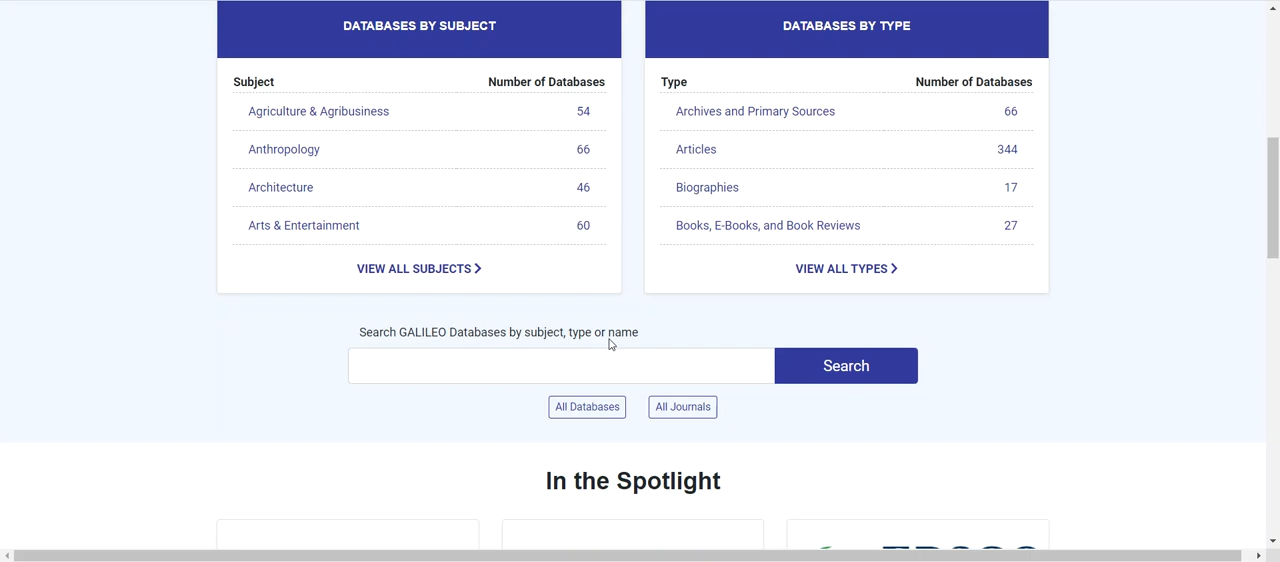 DATABASES BY SUBJECT
Subject Number of Databases
Agriculture & Agribusiness 54
Anthropology 66
Architecture 46
Arts & Entertainment 60
VIEW ALL SUBJECTS
DATABASES BY TYPE
Type Number of Databases
Archives and Primary Sources 66
Articles 344
Biographies 17
Books, E-Books, and Book Reviews 27
VIEW ALL TYPES
Search GALILEO Databases by subject, type or name
Search
All Databases All Journals
In the Spotlight